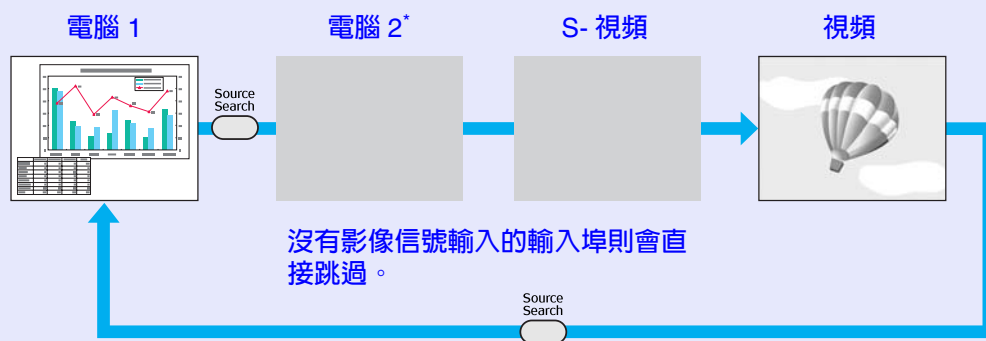 電腦 1
電腦 2*
S- 視頻
視頻
Source
Search
沒有影像信號輸入的輸入埠則會直
接跳過。
Source
Search